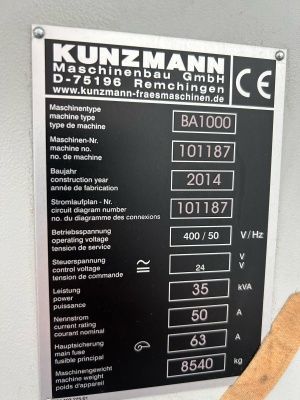 KUNZMANN
Maschinenbau GmbH
D-75196 Remchingen
www.kunzmann-fraesmaschinen.de
CE
Maschinentype
machine type
type de machine
BA1000
Maschinen-Nr.
machine no.
no. de machine
101187
Baujahr
construction year
année de fabrication
2014
Stromlaufplan - Nr.
circuit diagram number
no. du diagramme des connexions
101187
Betriebsspannung
operating voltage
tension de service
400/50 V/Hz
Steuerspannung
control voltage
tension de commande
≅
24
V
V
Leistung
power
puissance
35 kVA
Nennstrom
current rating
courant nominal
50 A
Hauptsicherung
main fuse
fusible principal
63 A
Maschinengewicht
machine weight
poids d'appareil
8540 kg